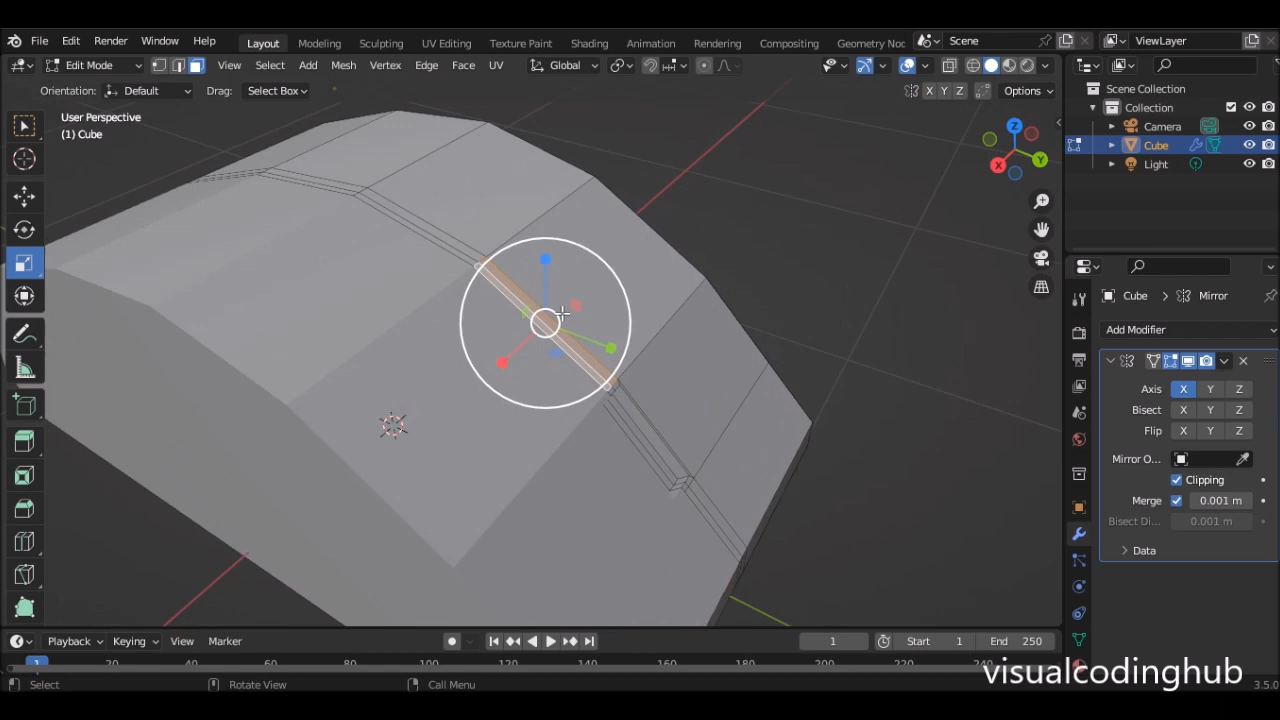 File Edit Render Window Help Layout Modeling Sculpting UV Editing Texture Paint Shading Animation Rendering Compositing Geometry Noc Scene ViewLayer
Edit Mode View Select Add Mesh Vertex Edge Face UV Global
Orientation: Default Drag: Select Box X Y Z Options
User Perspective
(1) Cube
Z
Y
X
Scene Collection
Collection
Camera
Cube
Light
Cube > Mirror
Add Modifier
Axis X Y Z
Bisect X Y Z
Flip X Y Z
Mirror O...
Clipping
Merge 0.001 m
Bisect Di... 0.001 m
Data
Playback Keying View Marker 1 Start 1 End 250
1 20 40 60 80 100 120 140 160 180 200 220 240
visualcodinghub
Select Rotate View Call Menu 3.5.0